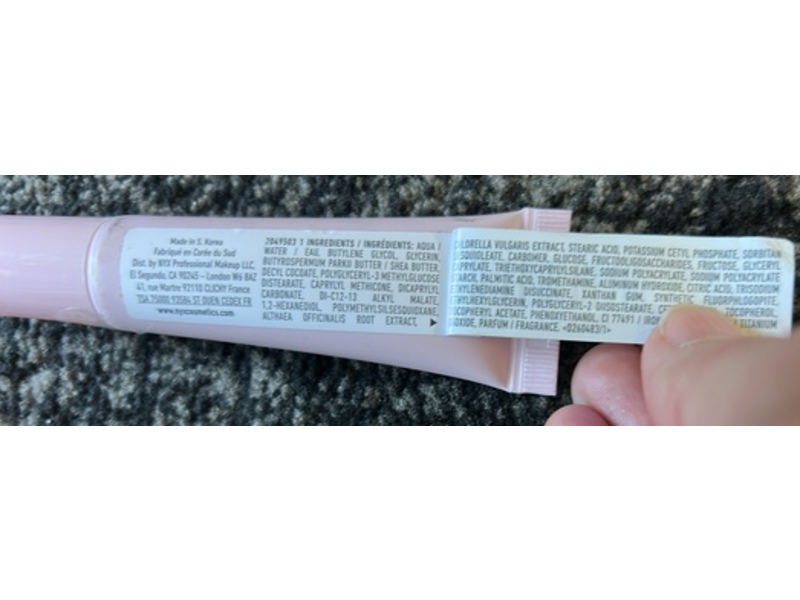 Made in S. Korea
Fabriqué en Corée du Sud
Dist. by NYX Professional Makeup LLC,
El Segundo, CA 90245 – London W6 8AZ
41, rue Martre 92110 CLICHY France
TSA 75000 93584 ST OUEN CEDEX FR
www.nyxcosmetics.com
2049503 1 INGREDIENTS / INGRÉDIENTS: AQUA /
WATER / EAU, BUTYLENE GLYCOL, GLYCERIN,
BUTYROSPERMUM PARKII BUTTER / SHEA BUTTER,
DECYL COCOATE, POLYGLYCERYL-3 METHYLGLUCOSE
DISTEARATE, CAPRYLYL METHICONE, DICAPRYLYL
CARBONATE, DI-C12-13 ALKYL MALATE,
1,2-HEXANEDIOL, POLYMETHYLSILSESQUIOXANE,
ALTHAEA OFFICINALIS ROOT EXTRACT,
CHLORELLA VULGARIS EXTRACT, STEARIC ACID, POTASSIUM CETYL PHOSPHATE, SORBITAN
SESQUIOLEATE, CARBOMER, GLUCOSE, FRUCTOOLIGOSACCHARIDES, FRUCTOSE, GLYCERYL
CAPRYLATE, TRIETHOXYCAPRYLYLSILANE, SODIUM POLYACRYLATE, SODIUM POLYACRYLATE
STARCH, PALMITIC ACID, TROMETHAMINE, ALUMINUM HYDROXIDE, CITRIC ACID, TRISODIUM
ETHYLENEDIAMINE DISUCCINATE, XANTHAN GUM, SYNTHETIC FLUORPHLOGOPITE,
ETHYLHEXYLGLYCERIN, POLYGLYCERYL-2 DIISOSTEARATE, TOCOPHEROL,
TOCOPHERYL ACETATE, PHENOXYETHANOL, CI 77491 / IRON TITANIUM
DIOXIDE, PARFUM / FRAGRANCE. <0260483/1>